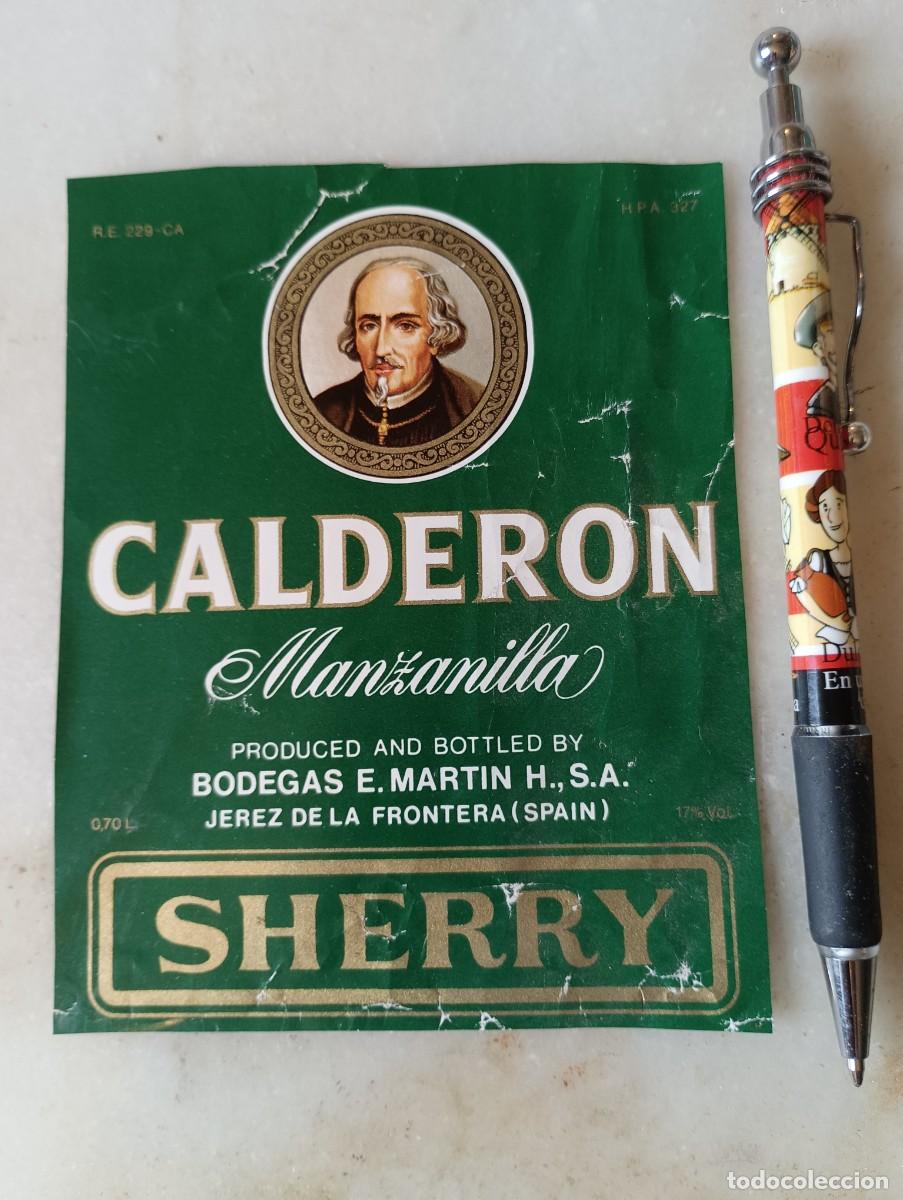 R.E. 229-CA
H.P.A. 327
CALDERON
Manzanilla
PRODUCED AND BOTTLED BY
BODEGAS E. MARTIN H., S.A.
JEREZ DE LA FRONTERA (SPAIN)
0,70 L.
17% Vol.
SHERRY
En
todocoleccion